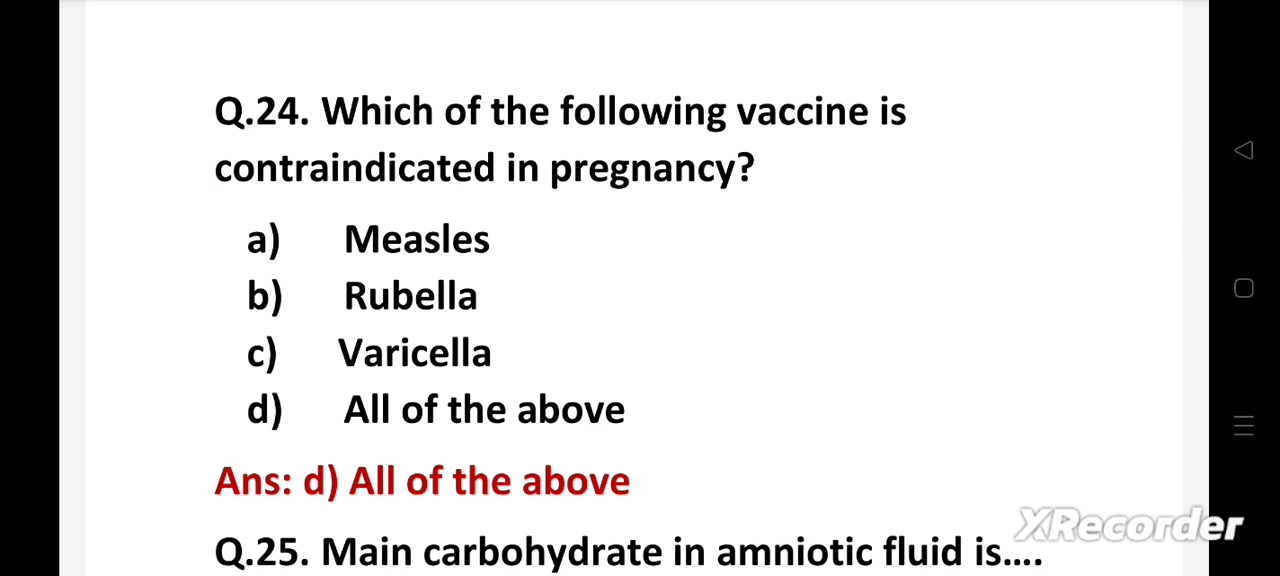 Q.24. Which of the following vaccine is
contraindicated in pregnancy?
a) Measles
b) Rubella
c) Varicella
d) All of the above
Ans: d) All of the above
XRecorder
Q.25. Main carbohydrate in amniotic fluid is....